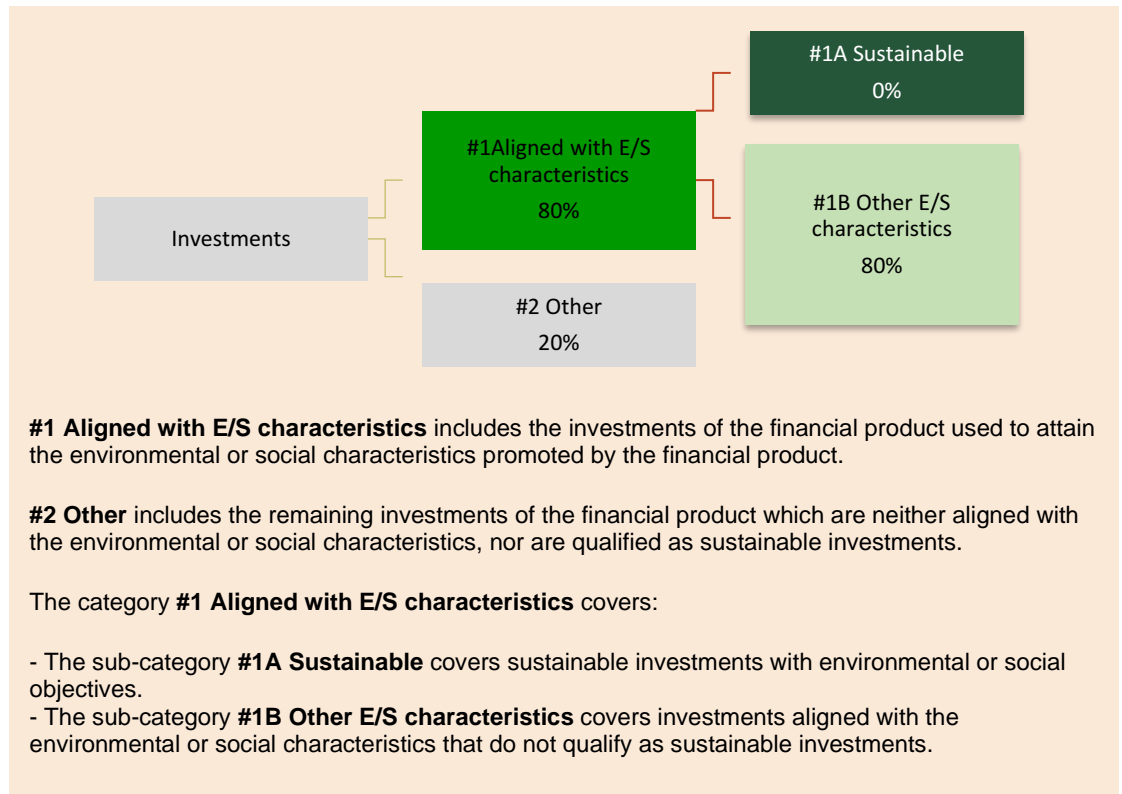 #1A Sustainable
0%
#1Aligned with E/S
characteristics
80%
#1B Other E/S
characteristics
80%
Investments
#2 Other
20%
#1 Aligned with E/S characteristics includes the investments of the financial product used to attain
the environmental or social characteristics promoted by the financial product.
#2 Other includes the remaining investments of the financial product which are neither aligned with
the environmental or social characteristics, nor are qualified as sustainable investments.
The category #1 Aligned with E/S characteristics covers:
- The sub-category #1A Sustainable covers sustainable investments with environmental or social
objectives.
- The sub-category #1B Other E/S characteristics covers investments aligned with the
environmental or social characteristics that do not qualify as sustainable investments.